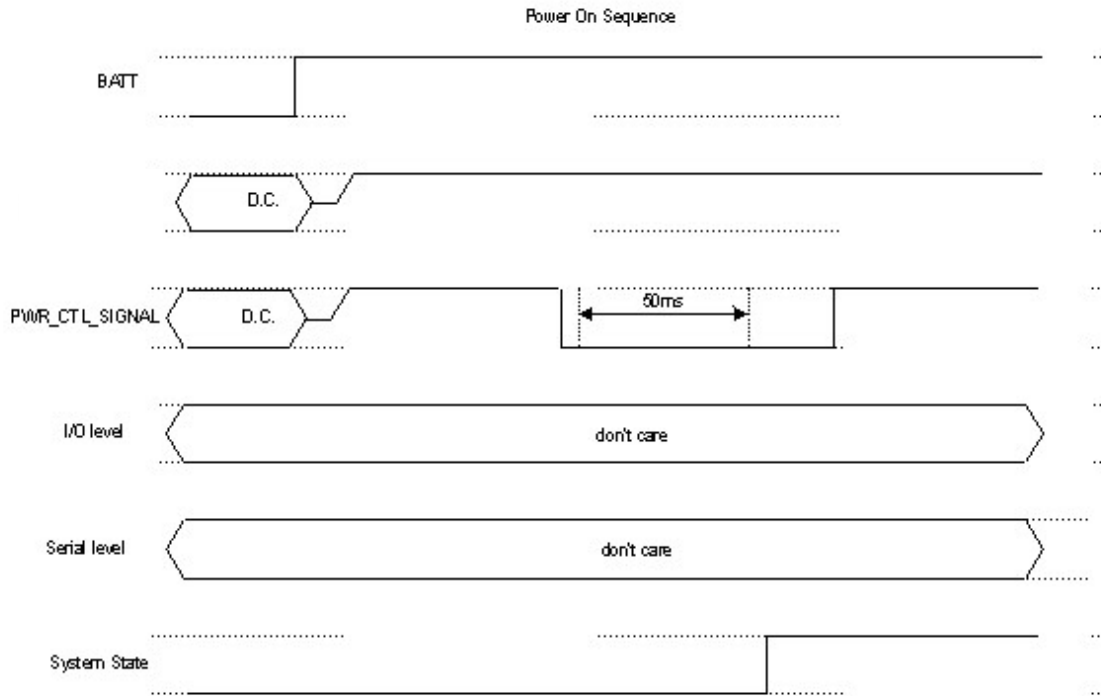 Power On Sequence
BATT
D.C.
PWR_CTL_SIGNAL
D.C.
50ms
I/O level
don't care
Serial level
don't care
System State